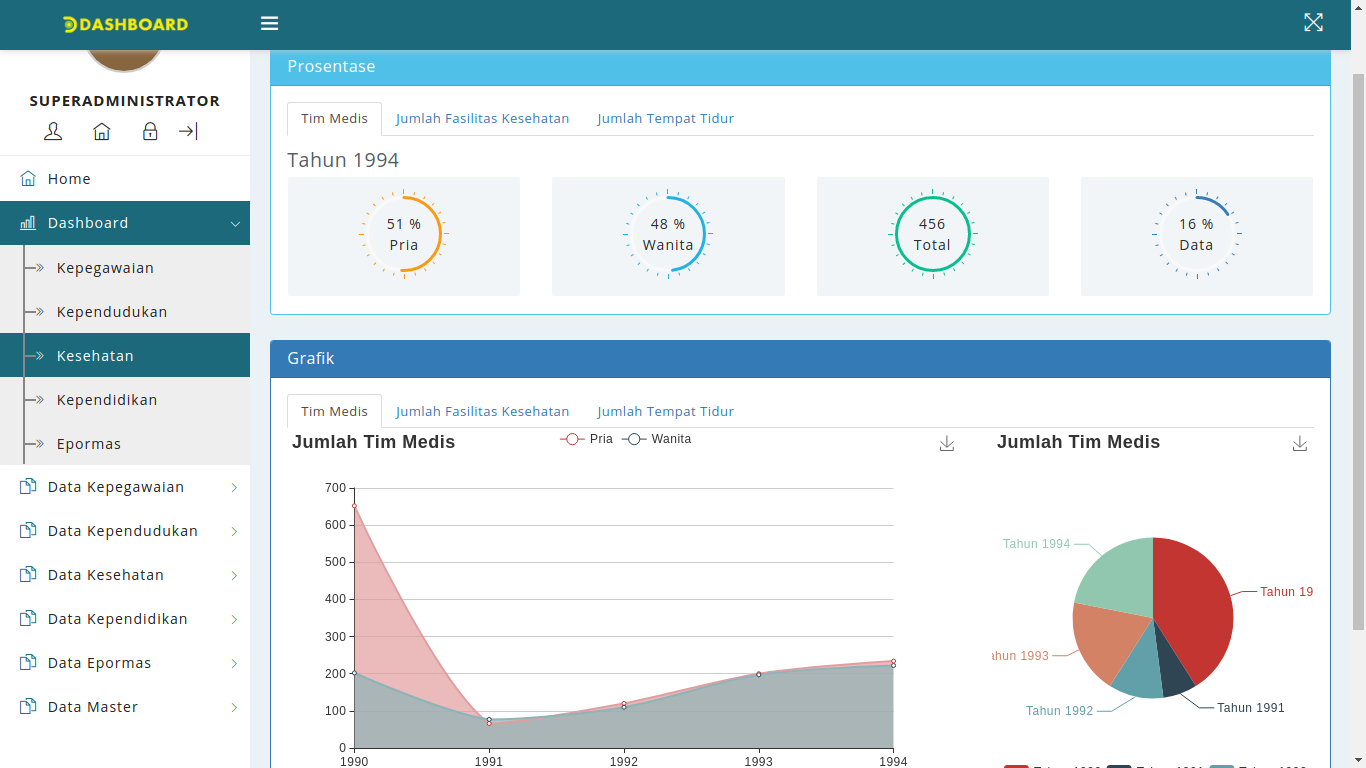 DASHBOARD
SUPERADMINISTRATOR
Home
Dashboard
Kepegawaian
Kependudukan
Kesehatan
Kependidikan
Epormas
Data Kepegawaian
Data Kependudukan
Data Kesehatan
Data Kependidikan
Data Epormas
Data Master
Prosentase
Tim Medis Jumlah Fasilitas Kesehatan Jumlah Tempat Tidur
Tahun 1994
51 %
Pria
48 %
Wanita
456
Total
16 %
Data
Grafik
Tim Medis Jumlah Fasilitas Kesehatan Jumlah Tempat Tidur
Jumlah Tim Medis
Pria Wanita
700
600
500
400
300
200
100
0
1990 1991 1992 1993 1994
Jumlah Tim Medis
Tahun 1994
Tahun 19
ahun 1993
Tahun 1992
Tahun 1991